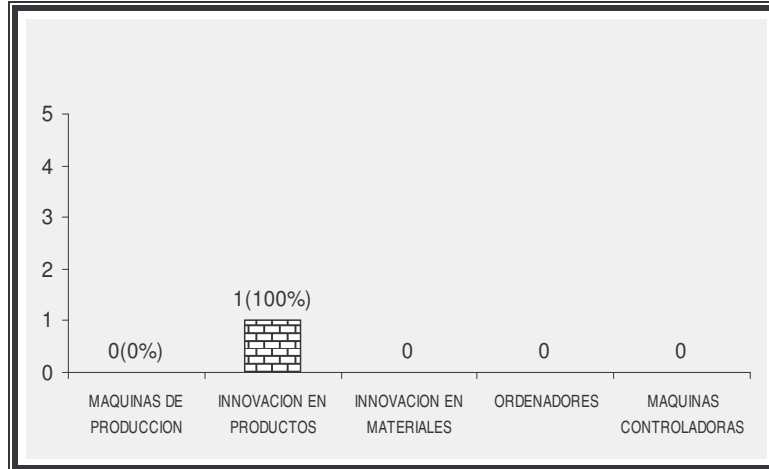 5
4
3
2
1
0
1(100%)
0(0%)
0
0
0
MAQUINAS DE
PRODUCCION
INNOVACION EN
PRODUCTOS
INNOVACION EN
MATERIALES
ORDENADORES
MAQUINAS
CONTROLADORAS